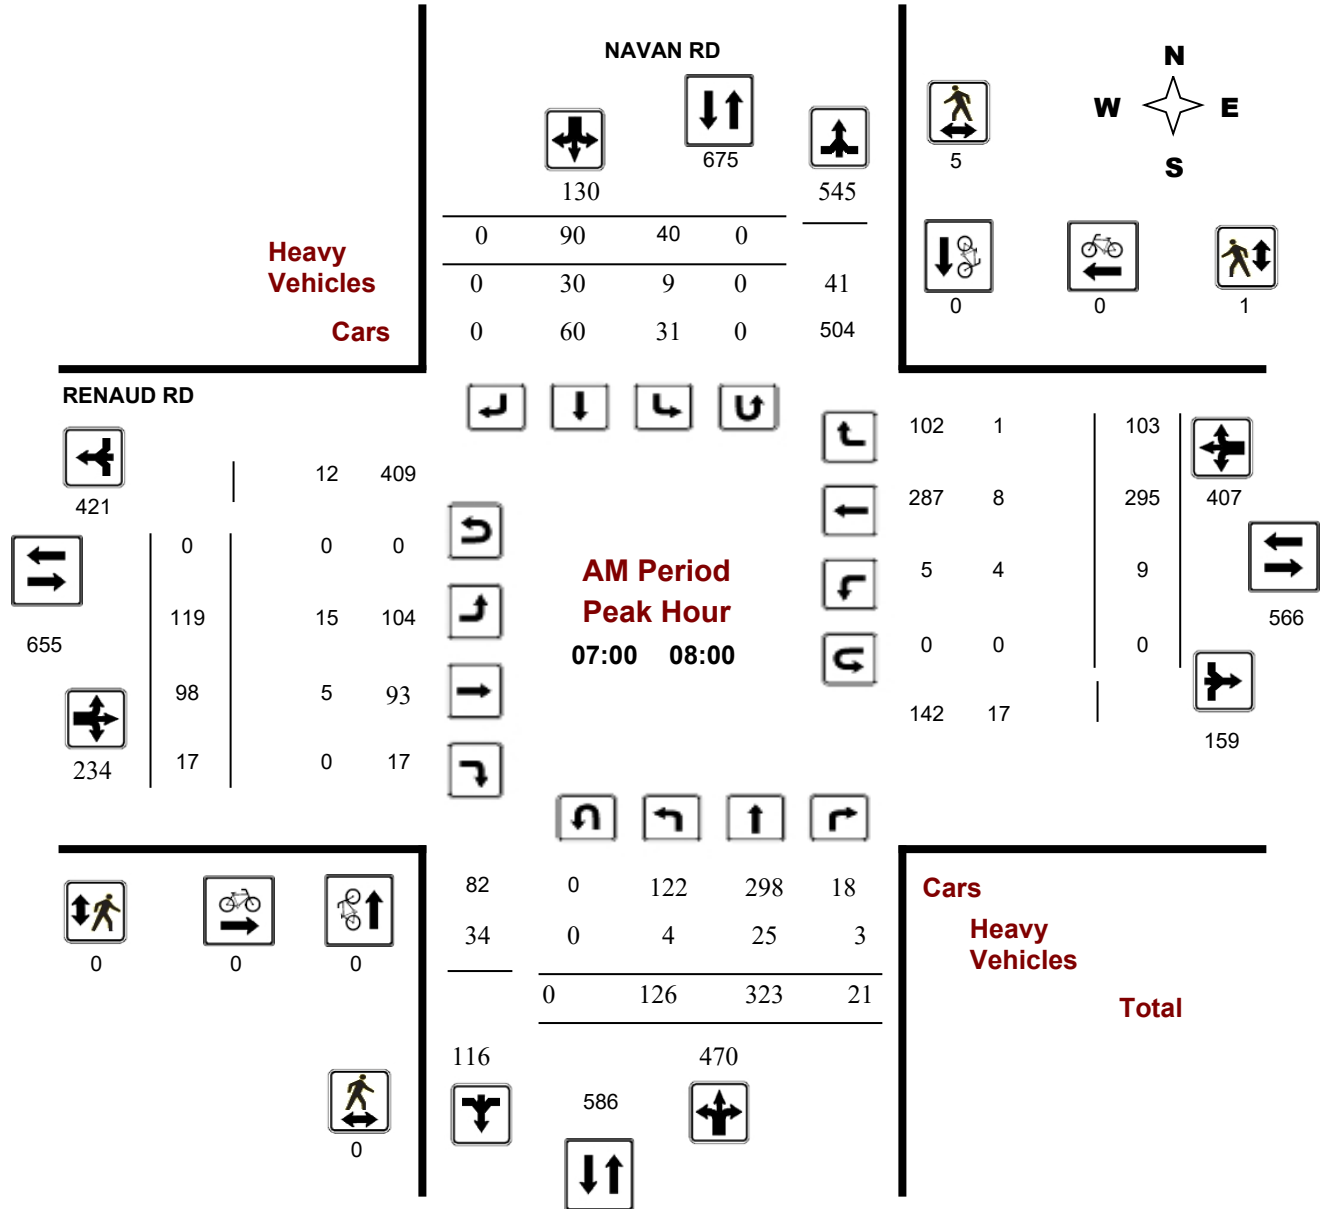 NAVAN RD
N
W E
S
675
5
130 545
0 90 40 0
Heavy
Vehicles
0 30 9 0 41
0 0 1
Cars
0 60 31 0 504
RENAUD RD
102 1 103
12 409
421
287 8 295 407
0 0 0
AM Period
5 4 9
Peak Hour
119 15 104
566
655
07:00 08:00
0 0 0
98 5 93
142 17
159
234 17 0 17
82 0 122 298 18
Cars
34 0 4 25 3
Heavy
Vehicles
0 0 0
0 126 323 21
Total
116 470
586
0